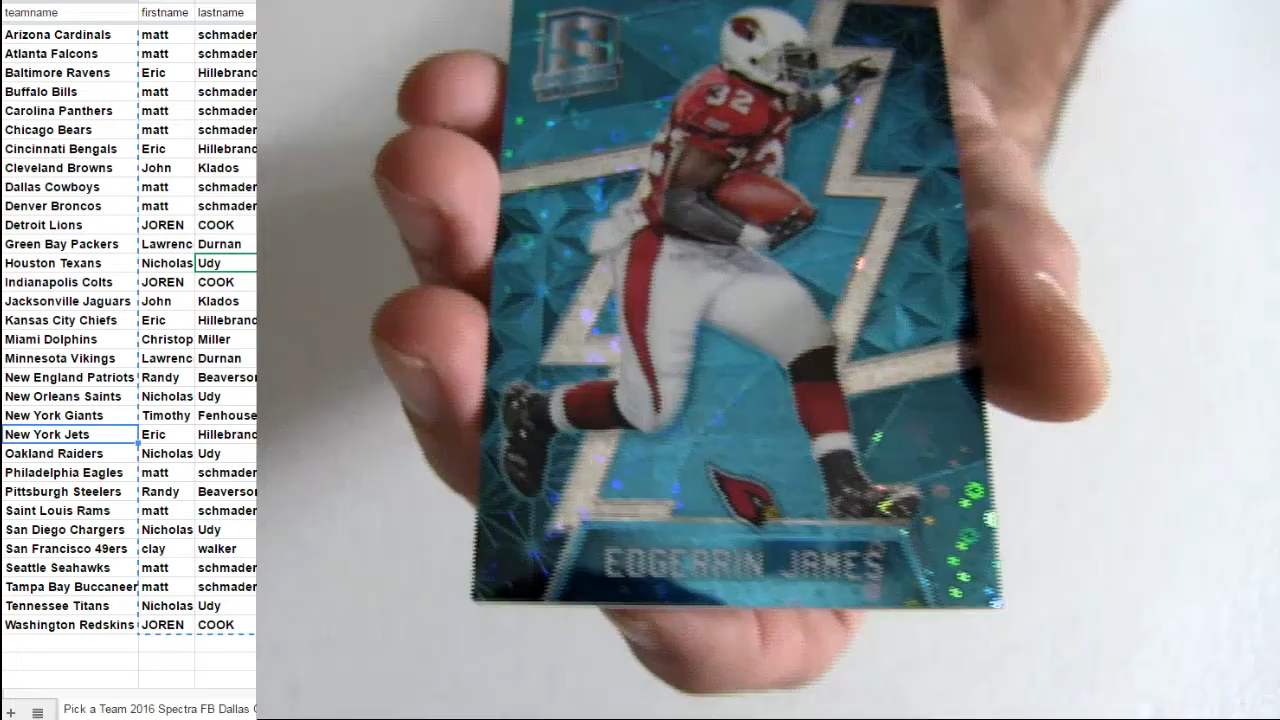 teamname firstname lastname
Arizona Cardinals matt schmader
Atlanta Falcons matt schmader
Baltimore Ravens Eric Hillebrand
Buffalo Bills matt schmader
Carolina Panthers matt schmader
Chicago Bears matt schmader
Cincinnati Bengals Eric Hillebrand
Cleveland Browns John Klados
Dallas Cowboys matt schmader
Denver Broncos matt schmader
Detroit Lions JOREN COOK
Green Bay Packers Lawrenc Durnan
Houston Texans Nicholas Udy
Indianapolis Colts JOREN COOK
Jacksonville Jaguars John Klados
Kansas City Chiefs Eric Hillebrand
Miami Dolphins Christop Miller
Minnesota Vikings Lawrenc Durnan
New England Patriots Randy Beaverson
New Orleans Saints Nicholas Udy
New York Giants Timothy Fenhouse
New York Jets Eric Hillebrand
Oakland Raiders Nicholas Udy
Philadelphia Eagles matt schmader
Pittsburgh Steelers Randy Beaverson
Saint Louis Rams matt schmader
San Diego Chargers Nicholas Udy
San Francisco 49ers clay walker
Seattle Seahawks matt schmader
Tampa Bay Buccaneer matt schmader
Tennessee Titans Nicholas Udy
Washington Redskins JOREN COOK
Pick a Team 2016 Spectra FB Dallas
S
32
EDGERRIN JAMES